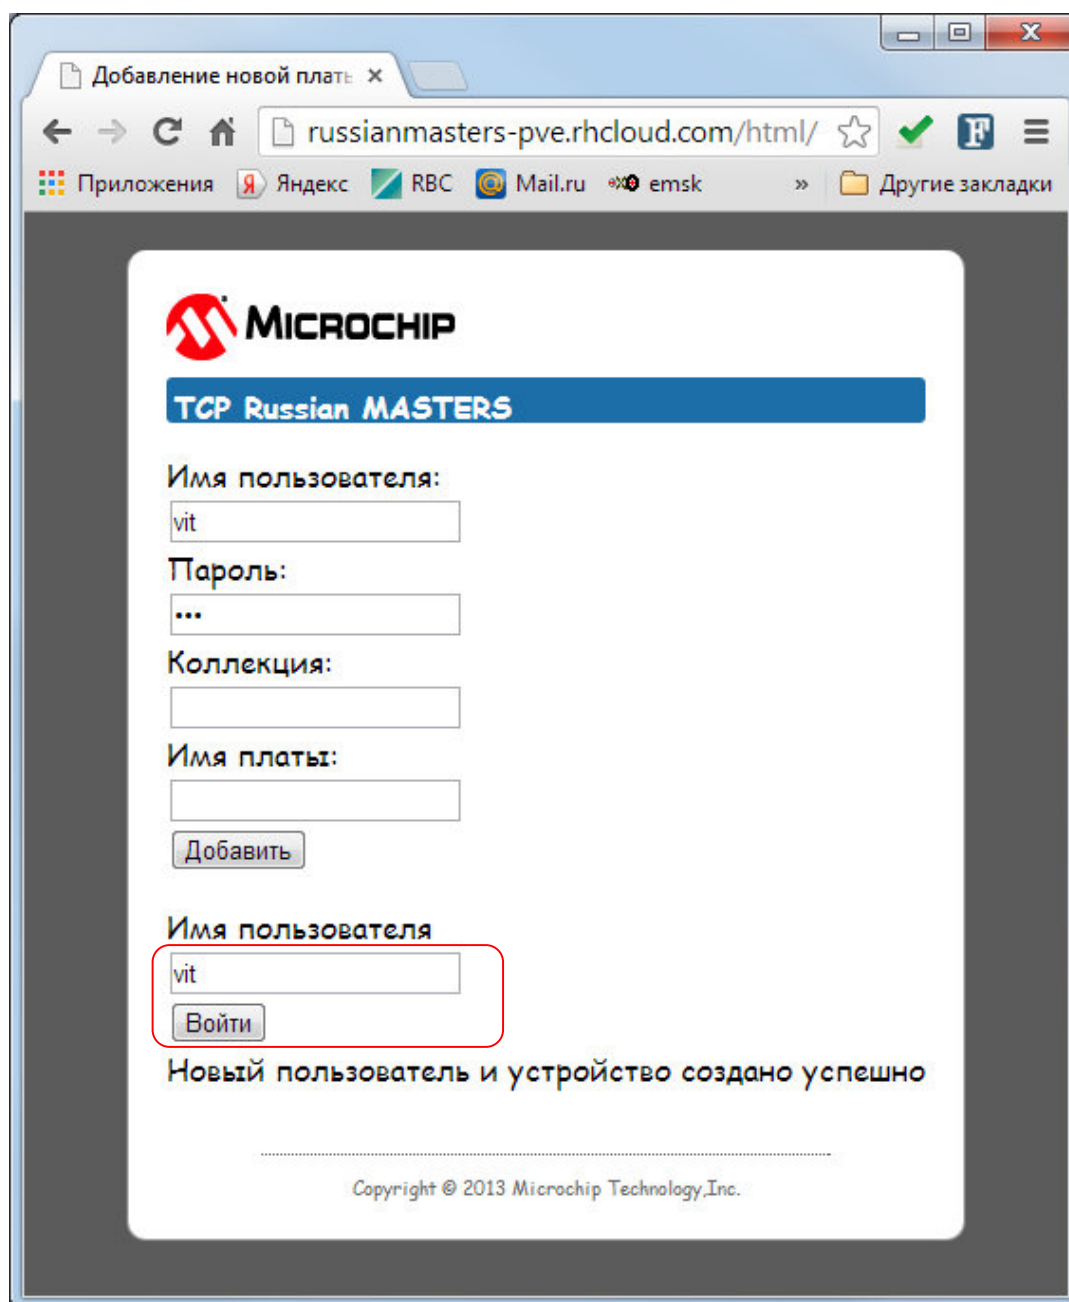 Добавление новой плать
russianmasters-pve.rhcloud.com/html/
Приложения Яндекс RBC Mail.ru emsk » Другие закладки
MICROCHIP
TCP Russian MASTERS
Имя пользователя:
vit
Пароль:
•••
Коллекция:
Имя платы:
Добавить
Имя пользователя
vit
Войти
Новый пользователь и устройство создано успешно
Copyright © 2013 Microchip Technology,Inc.